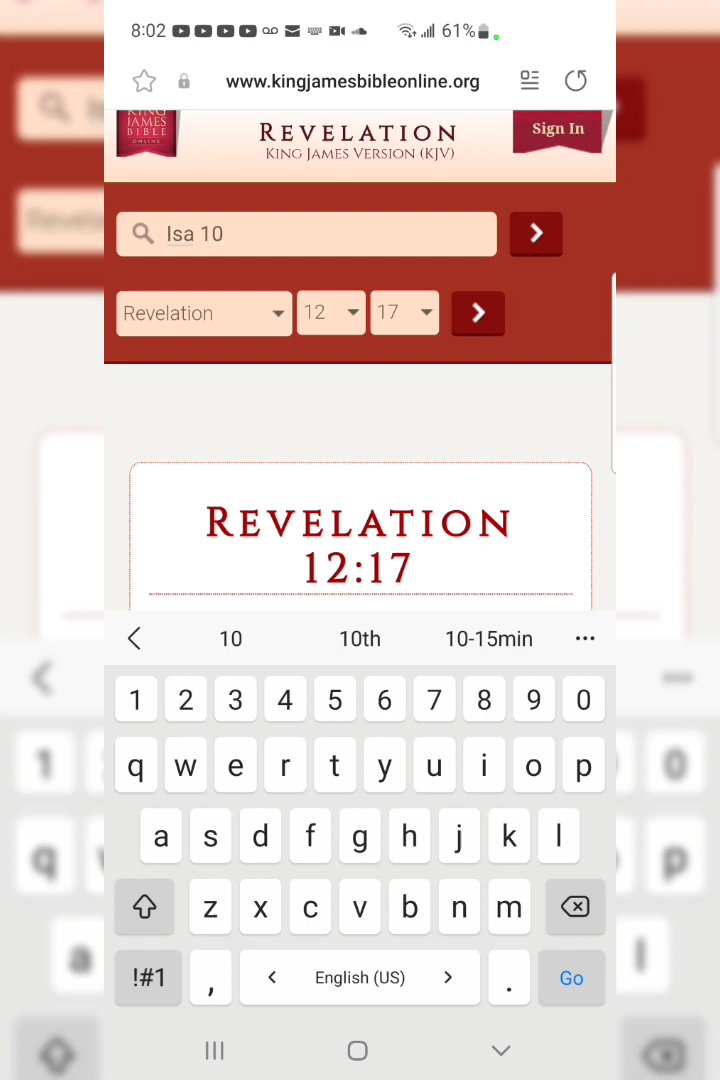 8:02 61%
www.kingjamesbibleonline.org
KING
JAMES
BIBLE
ONLINE
REVELATION
KING JAMES VERSION (KJV)
Sign In
Isa 10
Revelation 12 17
REVELATION
12:17
10 10th 10-15min
1 2 3 4 5 6 7 8 9 0
q w e r t y u i o p
a s d f g h j k l
z x c v b n m
!#1 , < English (US) > . Go